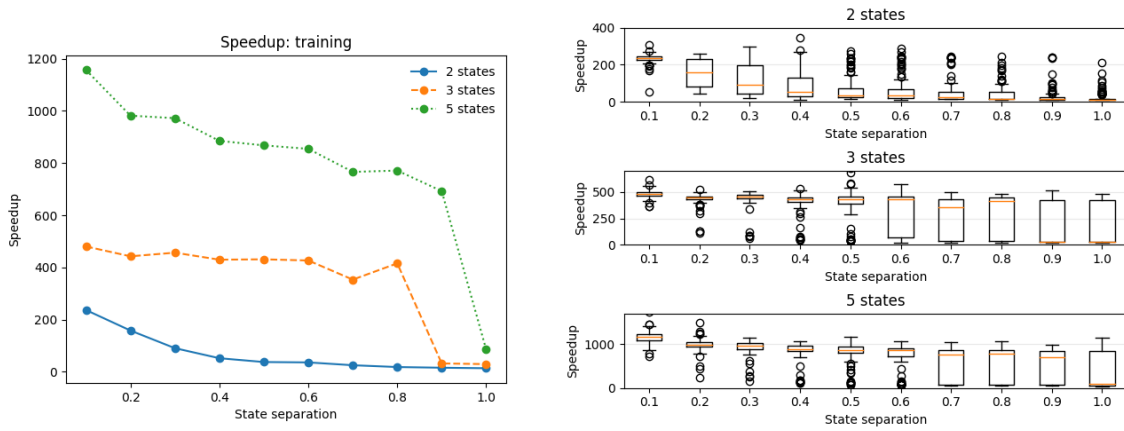 Speedup: training
1200
1000
800
600
400
200
0
Speedup
0.2
0.4
0.6
0.8
1.0
State separation
2 states
3 states
5 states
2 states
400
200
0
Speedup
0.1 0.2 0.3 0.4 0.5 0.6 0.7 0.8 0.9 1.0
State separation
3 states
500
250
0
Speedup
0.1 0.2 0.3 0.4 0.5 0.6 0.7 0.8 0.9 1.0
State separation
5 states
1000
0
Speedup
0.1 0.2 0.3 0.4 0.5 0.6 0.7 0.8 0.9 1.0
State separation